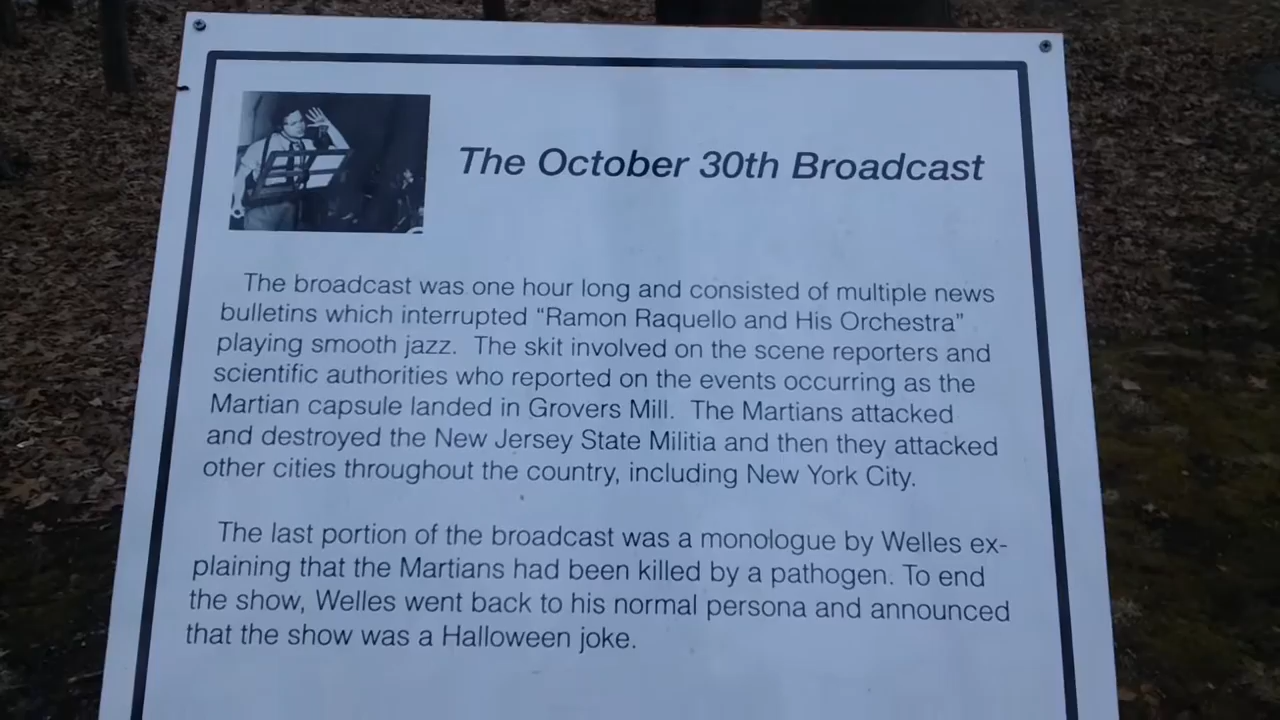 The October 30th Broadcast
The broadcast was one hour long and consisted of multiple news
bulletins which interrupted “Ramon Raquello and His Orchestra”
playing smooth jazz.  The skit involved on the scene reporters and
scientific authorities who reported on the events occurring as the
Martian capsule landed in Grovers Mill.  The Martians attacked
and destroyed the New Jersey State Militia and then they attacked
other cities throughout the country, including New York City.
The last portion of the broadcast was a monologue by Welles ex-
plaining that the Martians had been killed by a pathogen. To end
the show, Welles went back to his normal persona and announced
that the show was a Halloween joke.